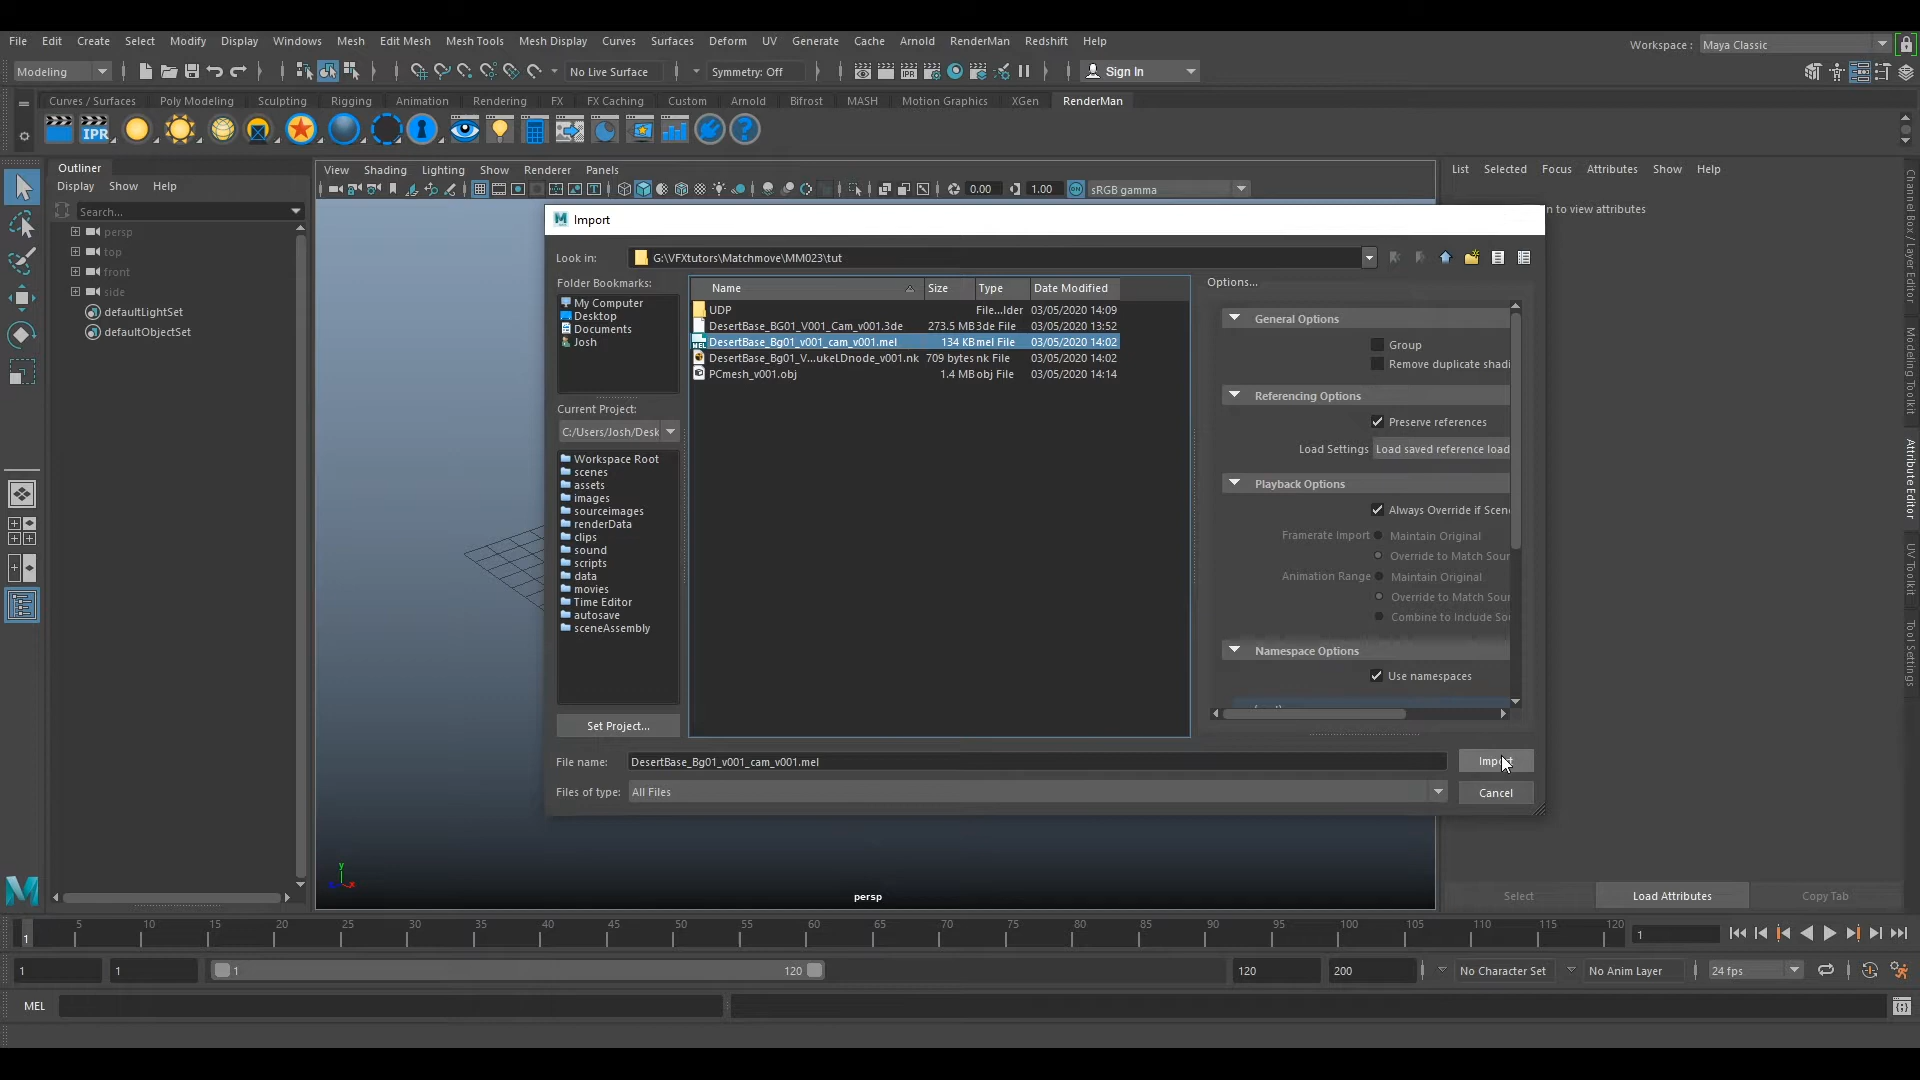 File Edit Create Select Modify Display Windows Mesh Edit Mesh Mesh Tools Mesh Display Curves Surfaces Deform UV Generate Cache Arnold RenderMan Redshift Help Workspace : Maya Classic
Modeling No Live Surface Symmetry: Off IPR Sign In
Curves / Surfaces Poly Modeling Sculpting Rigging Animation Rendering FX FX Caching Custom Arnold Bifrost MASH Motion Graphics XGen RenderMan
IPR
Outliner
Display Show Help
Search...
persp
top
front
side
defaultLightSet
defaultObjectSet
View Shading Lighting Show Renderer Panels
0.00 1.00 ON sRGB gamma
Import
Look in: G:\VFXtutors\Matchmove\MM023\tut
Folder Bookmarks:
My Computer
Desktop
Documents
Josh
Current Project:
C:/Users/Josh/Desk
Workspace Root
scenes
assets
images
sourceimages
renderData
clips
sound
scripts
data
movies
Time Editor
autosave
sceneAssembly
Set Project...
Name Size Type Date Modified
UDP File...lder 03/05/2020 14:09
DesertBase_BG01_V001_Cam_v001.3de 273.5 MB 3de File 03/05/2020 13:52
DesertBase_Bg01_v001_cam_v001.mel 134 KB mel File 03/05/2020 14:02
DesertBase_Bg01_V...ukeLDnode_v001.nk 709 bytes nk File 03/05/2020 14:02
PCmesh_v001.obj 1.4 MB obj File 03/05/2020 14:14
Options...
General Options
Group
Remove duplicate shadi
Referencing Options
Preserve references
Load Settings Load saved reference load
Playback Options
Always Override if Scen
Framerate Import Maintain Original
Override to Match Sour
Animation Range Maintain Original
Override to Match Sour
Combine to Include So
Namespace Options
Use namespaces
File name: DesertBase_Bg01_v001_cam_v001.mel Import
Files of type: All Files Cancel
List Selected Focus Attributes Show Help
n to view attributes
Channel Box / Layer Editor
Modeling Toolkit
Attribute Editor
UV Toolkit
Tool Settings
y
persp
Select Load Attributes Copy Tab
1 5 10 15 20 25 30 35 40 45 50 55 60 65 70 75 80 85 90 95 100 105 110 115 120 1
1 1 1 120 120 200 No Character Set No Anim Layer 24 fps
MEL